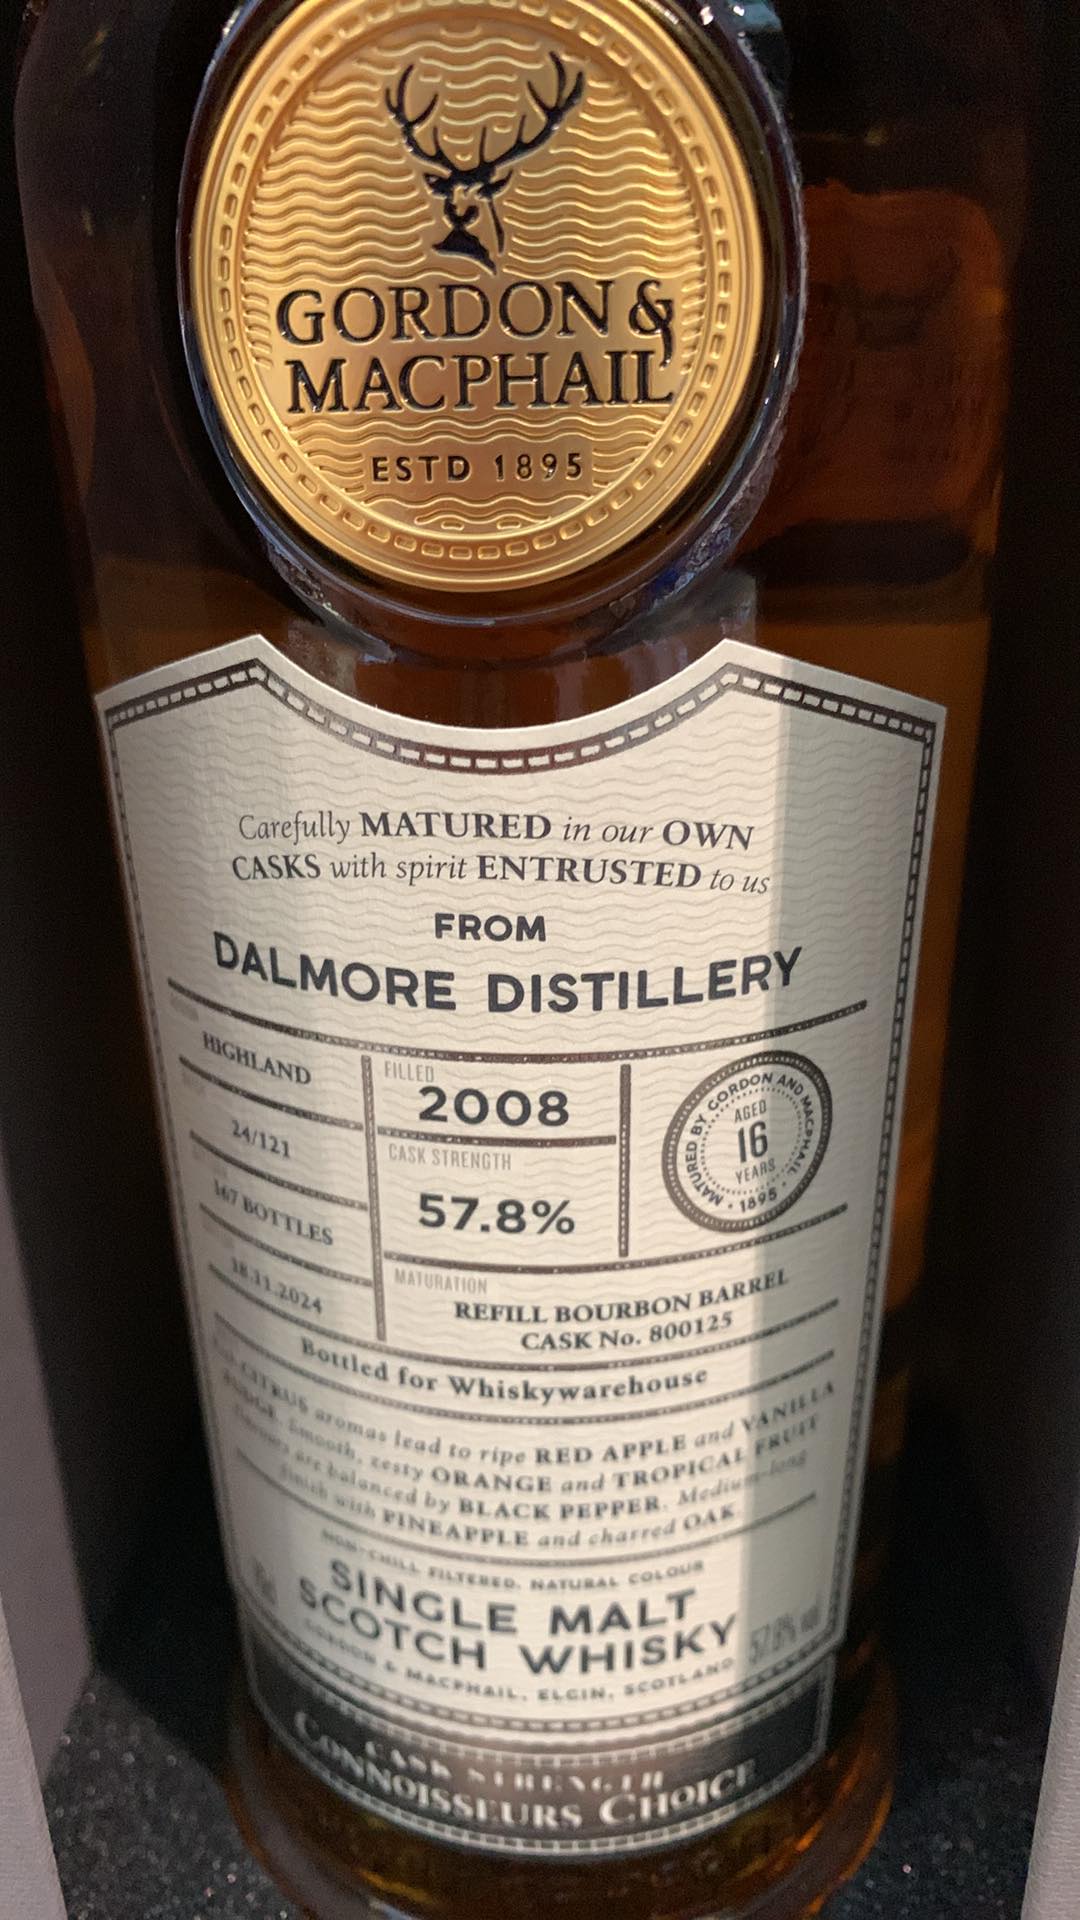 GORDON &
MACPHAIL
ESTD 1895
Carefully MATURED in our OWN
CASKS with spirit ENTRUSTED to us
FROM
DALMORE DISTILLERY
HIGHLAND
24/121
167 BOTTLES
18.11.2024
FILLED
2008
CASK STRENGTH
57.8%
MATURED BY GORDON AND MACPHAIL
AGED
16
YEARS
· 1895 ·
MATURATION
REFILL BOURBON BARREL
CASK No. 800125
Bottled for Whiskywarehouse
CITRUS aromas lead to ripe RED APPLE and VANILLA
FUDGE. Smooth, zesty ORANGE and TROPICAL FRUIT
flavours are balanced by BLACK PEPPER. Medium-long
finish with PINEAPPLE and charred OAK.
NON-CHILL FILTERED. NATURAL COLOUR
SINGLE MALT
SCOTCH WHISKY
57.8% vol
GORDON & MACPHAIL, ELGIN, SCOTLAND
CASK STRENGTH
CONNOISSEURS CHOICE